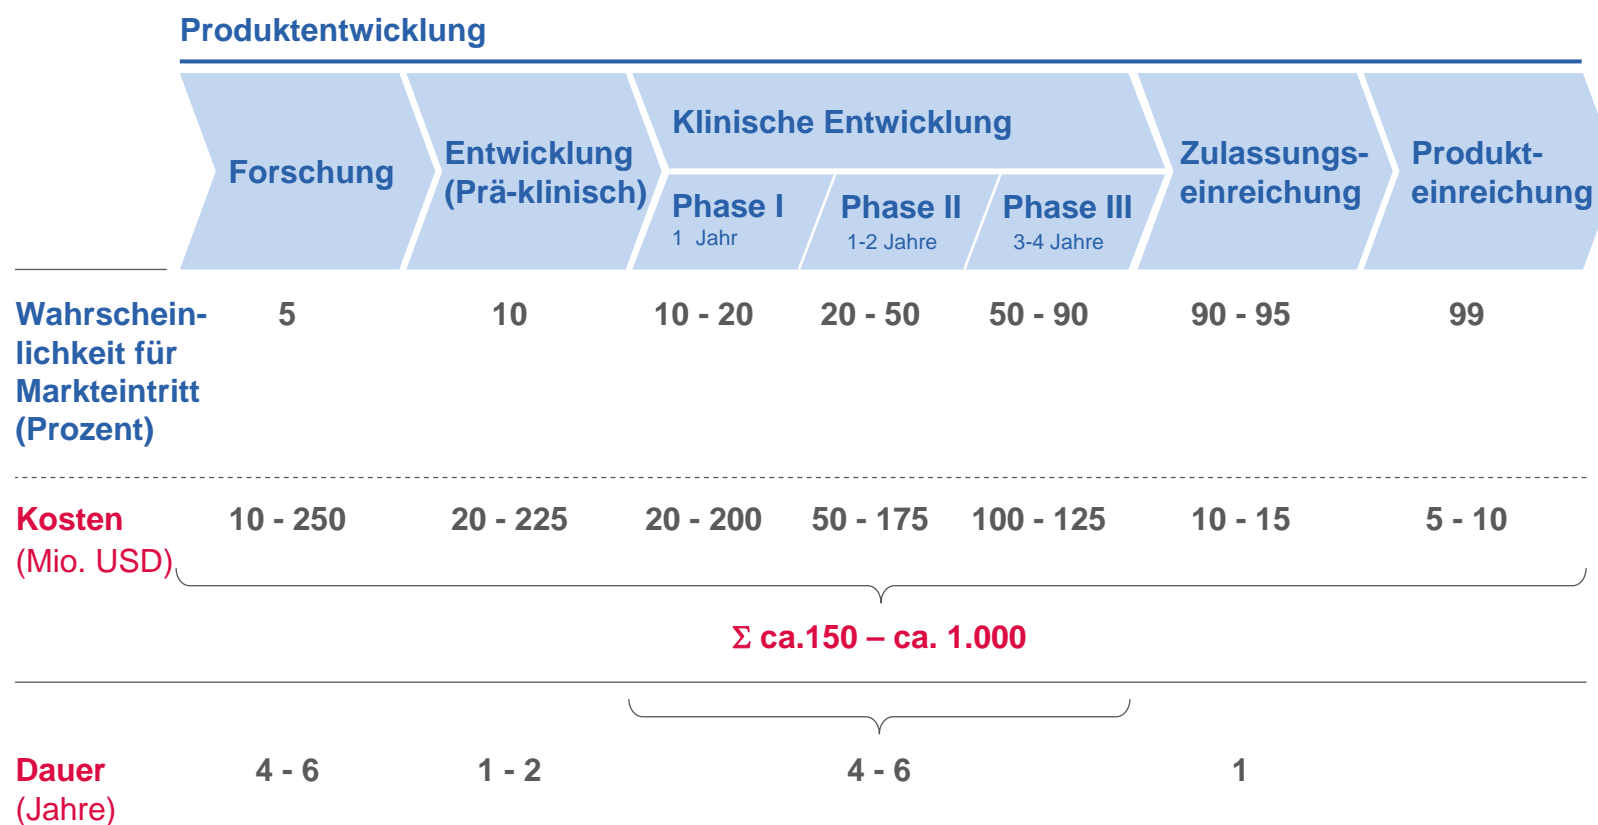 Produktentwicklung
Forschung
Entwicklung
(Prä-klinisch)
Klinische Entwicklung
Phase I
1 Jahr
Phase II
1-2 Jahre
Phase III
3-4 Jahre
Zulassungs-
einreichung
Produkt-
einreichung
Wahrschein-
lichkeit für
Markteintritt
(Prozent)
5
10
10 - 20
20 - 50
50 - 90
90 - 95
99
Kosten
(Mio. USD)
10 - 250
20 - 225
20 - 200
50 - 175
100 - 125
10 - 15
5 - 10
Σ ca.150 – ca. 1.000
Dauer
(Jahre)
4 - 6
1 - 2
4 - 6
1